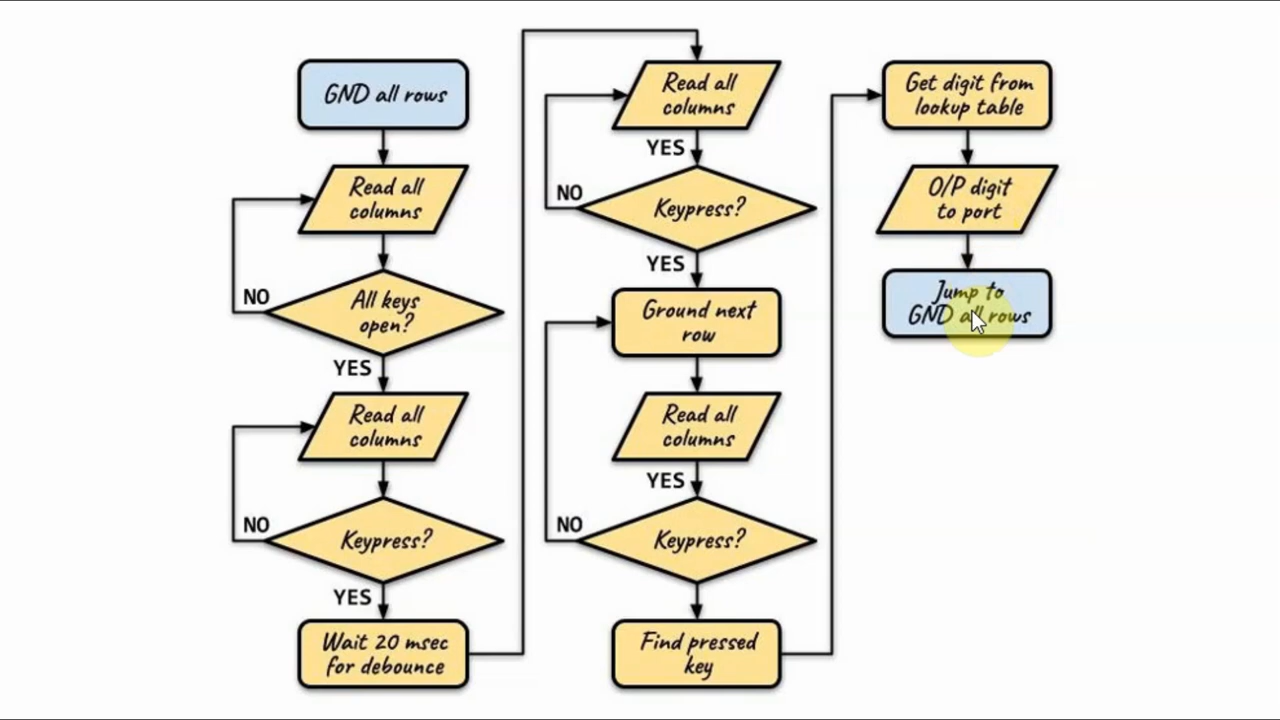 GND all rows
Read all
columns
NO
All keys
open?
YES
Read all
columns
NO
Keypress?
YES
Wait 20 msec
for debounce
Read all
columns
YES
NO
Keypress?
YES
Ground next
row
Read all
columns
YES
NO
Keypress?
Find pressed
key
Get digit from
lookup table
O/P digit
to port
Jump to
GND all rows